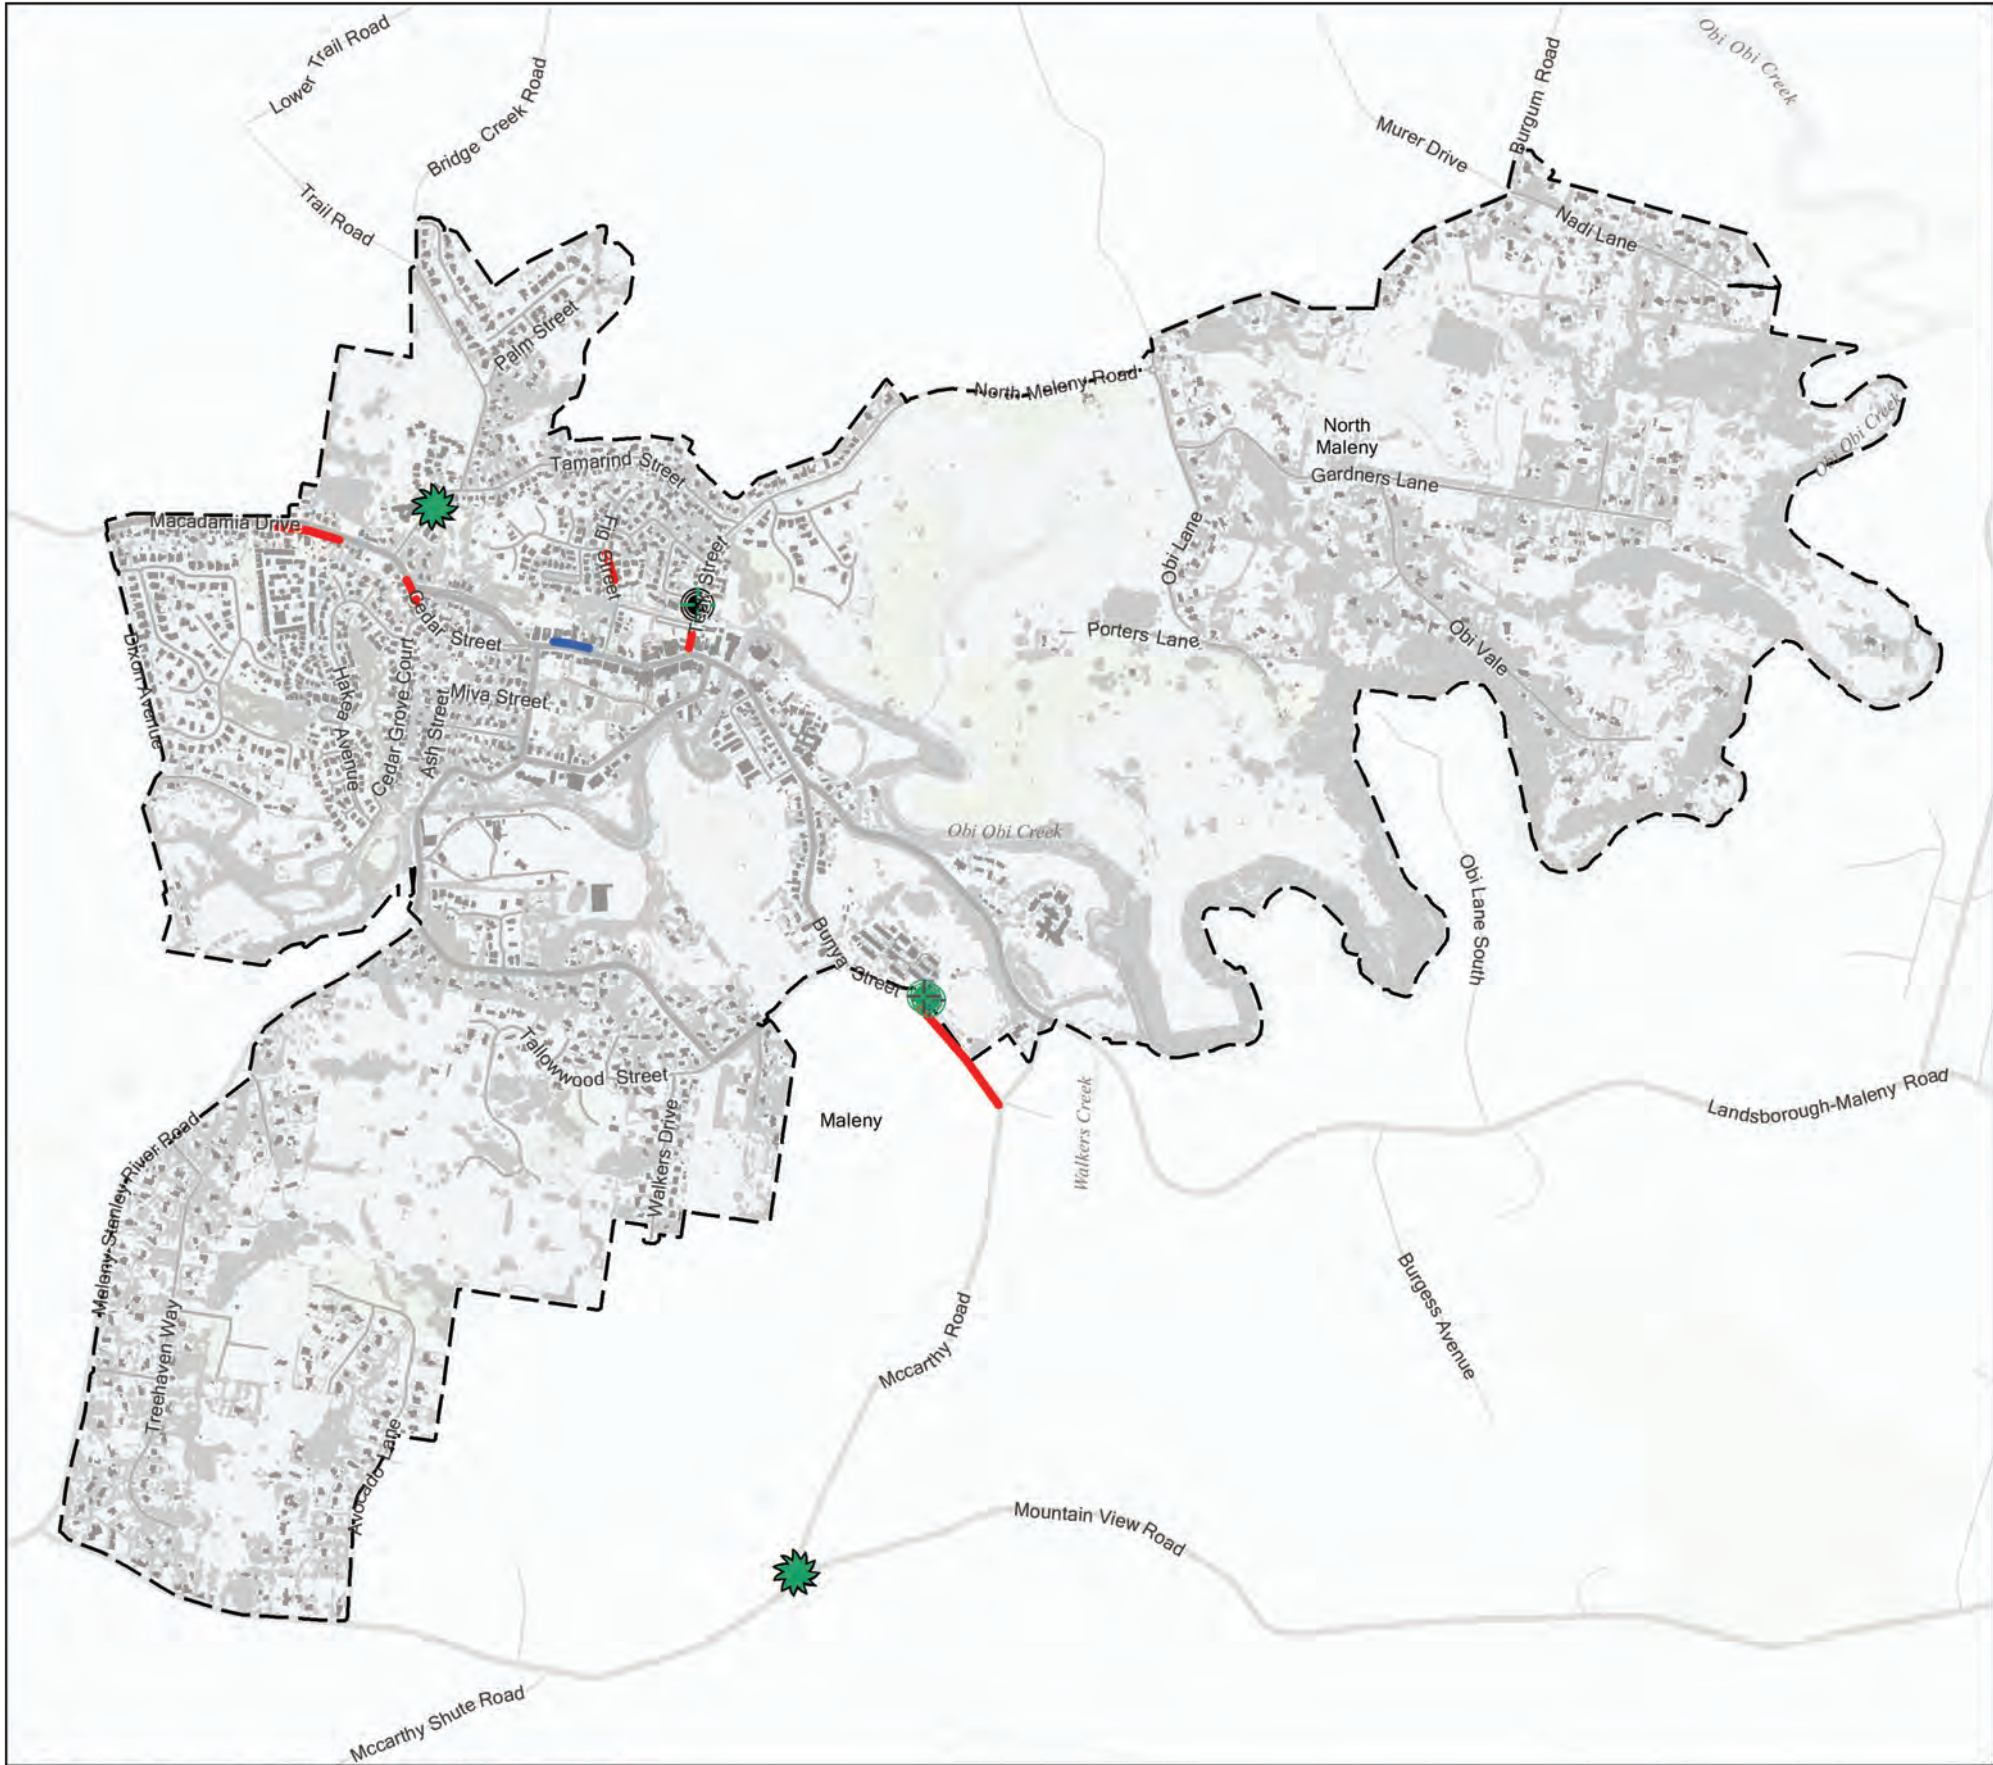 Lower Trail Road
Bridge Creek Road
Obi Obi Creek
Burgum Road
Murer Drive
Trail Road
Nadi Lane
Palm Street
North Maleny Road
North
Maleny
Obi Obi Creek
Tamarind Street
Gardners Lane
Macadamia Drive
Fig Street
Street
Obi Lane
Cedar Street
Porters Lane
Obi Vale
Dixon Avenue
Hakea Avenue
Cedar Grove Court
Ash Street
Miva Street
Obi Obi Creek
Obi Lane South
Bunya Street
Tallowwood Street
Walkers Drive
Maleny
Walkers Creek
Landsborough-Maleny Road
Maleny-Stanley River Road
Treehaven Way
Avocado Lane
Mccarthy Road
Burgess Avenue
Mountain View Road
Mccarthy Shute Road